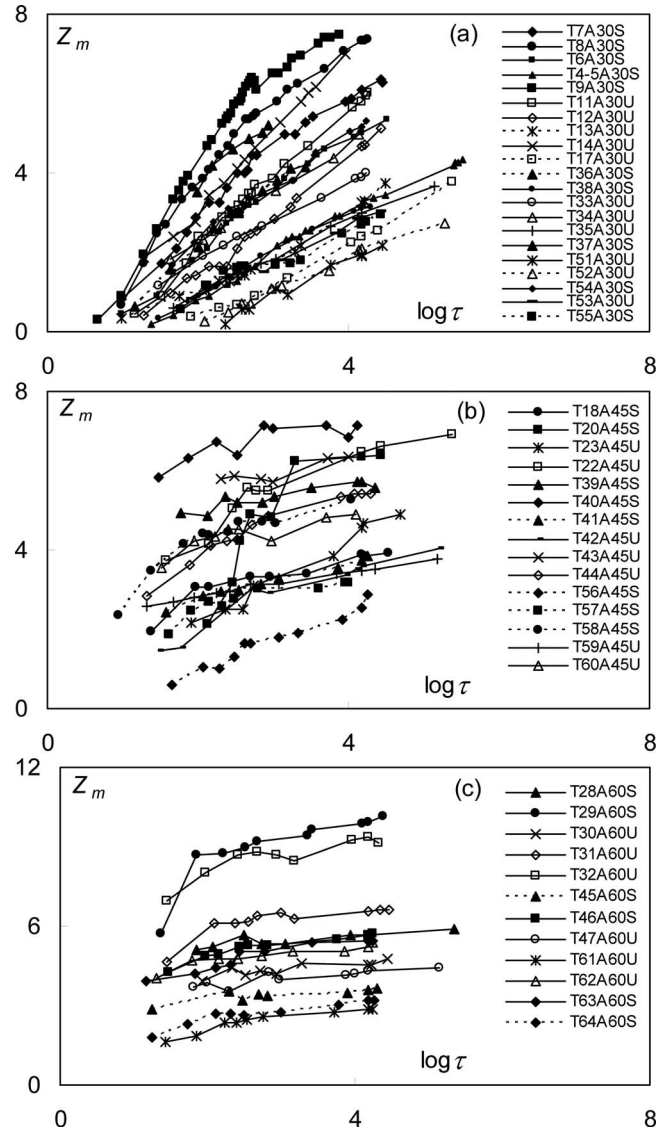 8
Z m
(a)
T7A30S
T8A30S
T6A30S
T4-5A30S
T9A30S
T11A30U
T12A30U
T13A30U
T14A30U
T17A30U
T36A30S
T38A30S
T33A30U
T34A30U
T35A30U
T37A30S
T51A30U
T52A30U
T54A30S
T53A30U
T55A30S
4
log τ
0
0 4 8
8
Z m
(b)
T18A45S
T20A45S
T23A45U
T22A45U
T39A45S
T40A45S
T41A45S
T42A45U
T43A45U
T44A45U
T56A45S
T57A45S
T58A45S
T59A45U
T60A45U
4
log τ
0
0 4 8
12
Z m
(c)
T28A60S
T29A60S
T30A60U
T31A60U
T32A60U
T45A60S
T46A60S
T47A60U
T61A60U
T62A60U
T63A60S
T64A60S
6
log τ
0
0 4 8